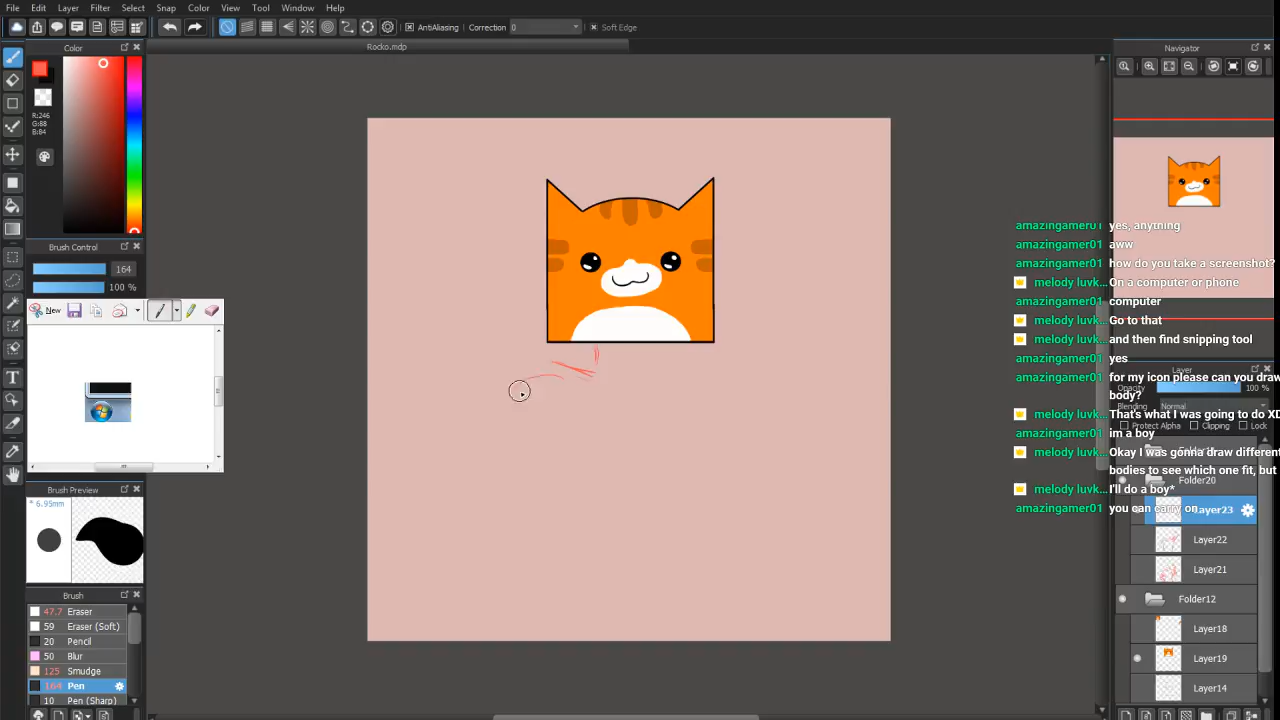 File Edit Layer Filter Select Snap Color View Tool Window Help
AntiAliasing Correction 0 Soft Edge
Rocko.mdp
Color
R:246
G:88
B:84
Brush Control
164
100 %
New
Brush Preview
* 6.95mm
Brush
47.7 Eraser
59 Eraser (Soft)
20 Pencil
50 Blur
125 Smudge
164 Pen
10 Pen (Sharp)
Navigator
amazingamer01 yes, anything
amazingamer01 aww
amazingamer01 how do you take a screenshot?
melody luvk... On a computer or phone
amazingamer01 computer
melody luvk... Go to that
melody luvk... and then find snipping tool
amazingamer01 yes
amazingamer01 for my icon please can you draw
body?
melody luvk... That's what I was going to do XD
amazingamer01 im a boy
melody luvk... Okay I was gonna draw different
bodies to see which one fit, but
melody luvk... I'll do a boy*
amazingamer01 you can carry on
Layer
Opacity 100 %
Blending Normal
Protect Alpha Clipping Lock
Folder20
Layer23
Layer22
Layer21
Folder12
Layer18
Layer19
Layer14